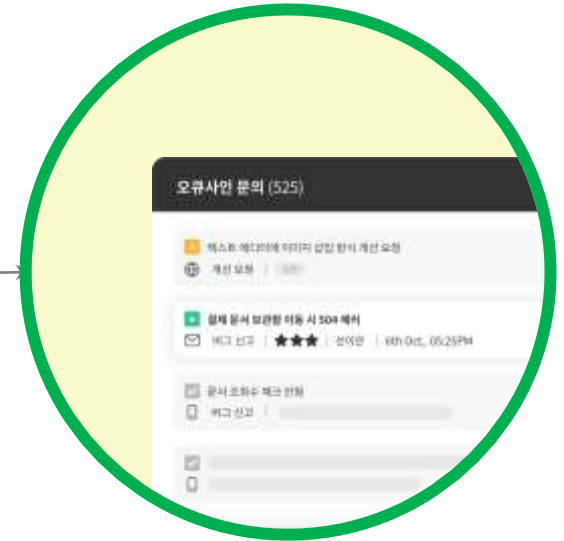 오큐사인 문의 (525)
텍스트 에디터에 이미지 삽입 방식 개선 요청
개선 요청
결재 문서 보관함 이동 시 504 에러
버그 신고 | ★★★ | | 6th Oct, 05:25PM
문서 조회수 체크 안됨
버그 신고